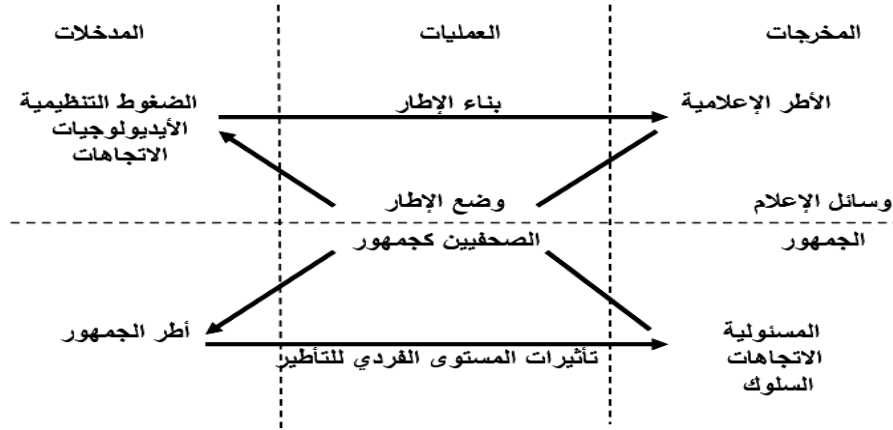 المخرجات
العمليات
المدخلات
الأطر الإعلامية
بناء الإطار
الضغوط التنظيمية
الأيديولوجيات
الاتجاهات
وضع الإطار
وسائل الإعلام
الصحفيين كجمهور
الجمهور
المسئولية
الاتجاهات
السلوك
أطر الجمهور
تأثيرات المستوى الفردي للتأطير